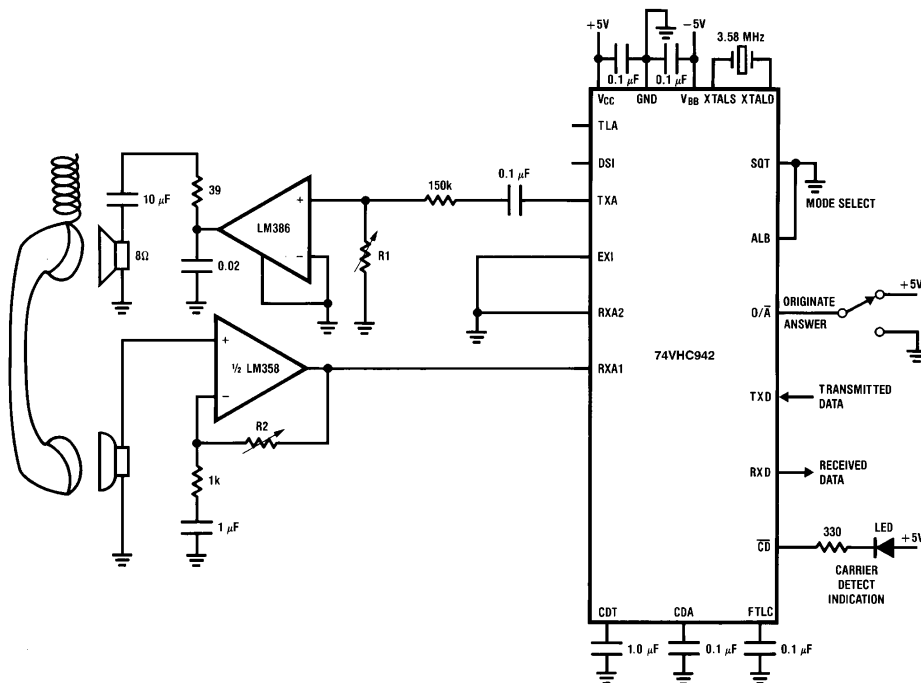 +5V
−5V
3.58 MHz
0.1 µF
0.1 µF
VCC
GND
VBB
XTALS
XTALD
TLA
DSI
TXA
EXI
RXA2
RXA1
SQT
ALB
O/A̅
TXD
RXD
C̅D̅
CDT
CDA
FTLC
74VHC942
10 µF
39
8Ω
0.02
LM386
+
−
150k
0.1 µF
R1
½ LM358
+
−
R2
1k
1 µF
MODE SELECT
ORIGINATE
ANSWER
+5V
TRANSMITTED
DATA
RECEIVED
DATA
330
LED
+5V
CARRIER
DETECT
INDICATION
1.0 µF
0.1 µF
0.1 µF